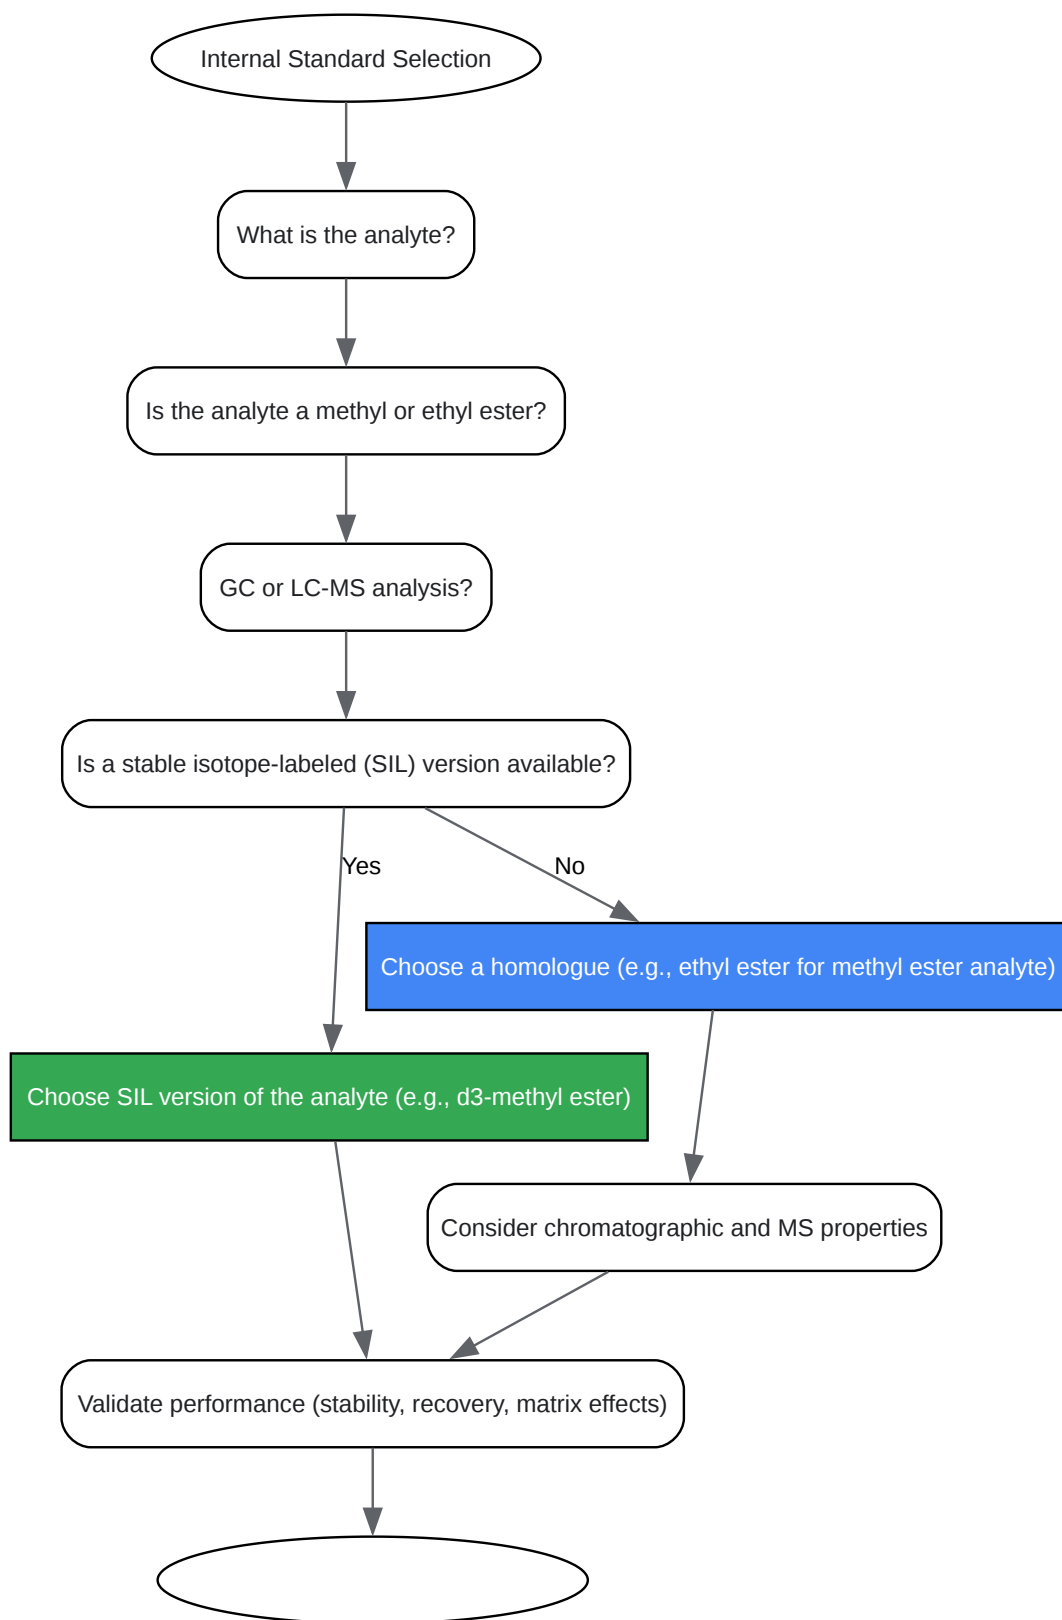 Internal Standard Selection
What is the analyte?
Is the analyte a methyl or ethyl ester?
GC or LC-MS analysis?
Is a stable isotope-labeled (SIL) version available?
Yes
No
Choose a homologue (e.g., ethyl ester for methyl ester analyte)
Choose SIL version of the analyte (e.g., d3-methyl ester)
Consider chromatographic and MS properties
Validate performance (stability, recovery, matrix effects)